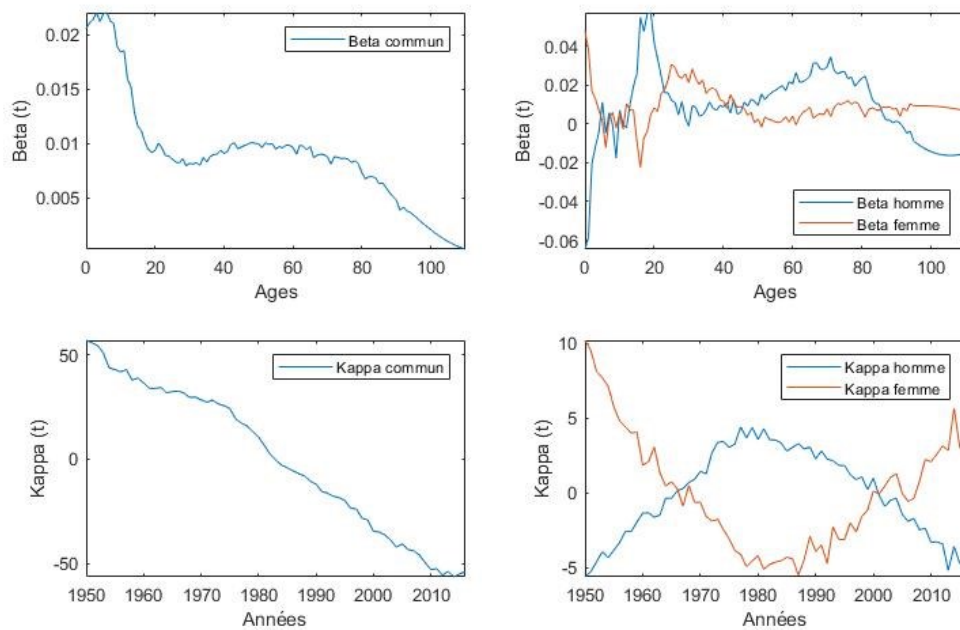 0.02
0.015
0.01
0.005
Beta (t)
Beta commun
0 20 40 60 80 100
Ages
0.04
0.02
0
-0.02
-0.04
-0.06
Beta (t)
Beta homme
Beta femme
0 20 40 60 80 100
Ages
50
0
-50
Kappa (t)
Kappa commun
1950 1960 1970 1980 1990 2000 2010
Années
10
5
0
-5
Kappa (t)
Kappa homme
Kappa femme
1950 1960 1970 1980 1990 2000 2010
Années